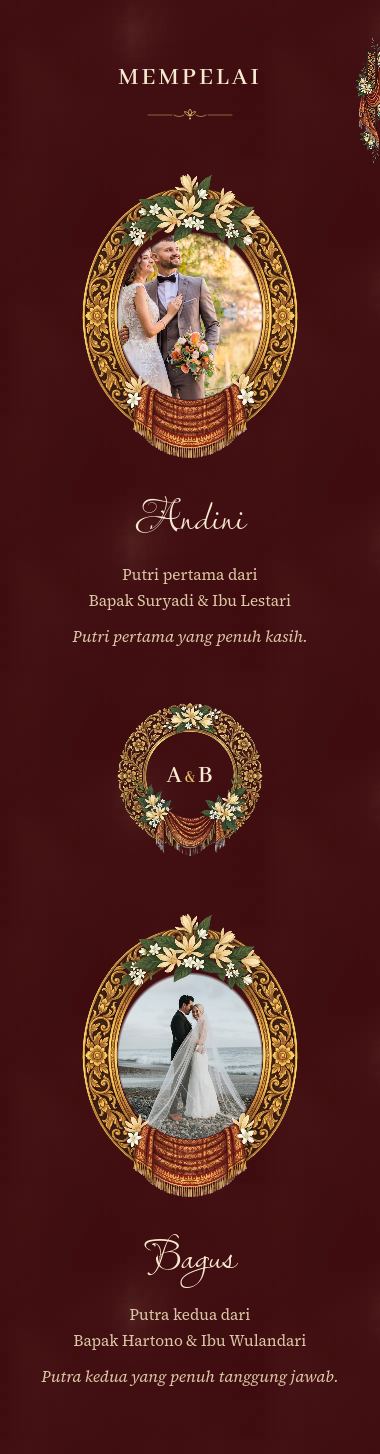 MEMPELAI
Andini
Putri pertama dari
Bapak Suryadi & Ibu Lestari
Putri pertama yang penuh kasih.
A & B
Bagus
Putra kedua dari
Bapak Hartono & Ibu Wulandari
Putra kedua yang penuh tanggung jawab.